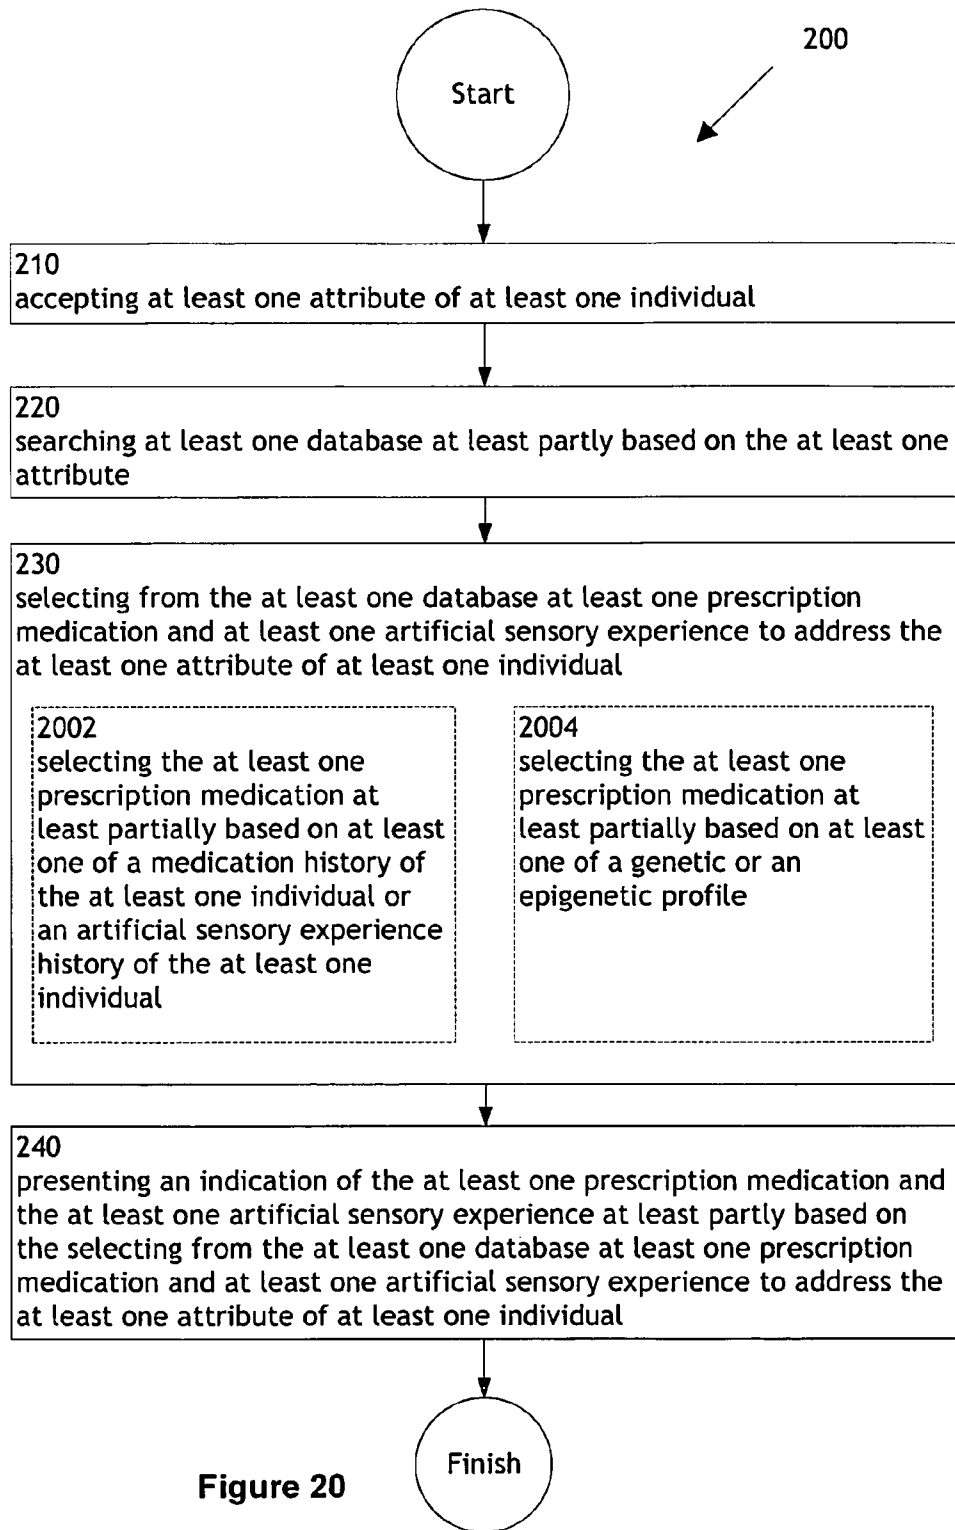 200
Start
210
accepting at least one attribute of at least one individual
220
searching at least one database at least partly based on the at least one
attribute
230
selecting from the at least one database at least one prescription
medication and at least one artificial sensory experience to address the
at least one attribute of at least one individual
2002
selecting the at least one
prescription medication at
least partially based on at least
one of a medication history of
the at least one individual or
an artificial sensory experience
history of the at least one
individual
2004
selecting the at least one
prescription medication at
least partially based on at least
one of a genetic or an
epigenetic profile
240
presenting an indication of the at least one prescription medication and
the at least one artificial sensory experience at least partly based on
the selecting from the at least one database at least one prescription
medication and at least one artificial sensory experience to address the
at least one attribute of at least one individual
Finish
Figure 20